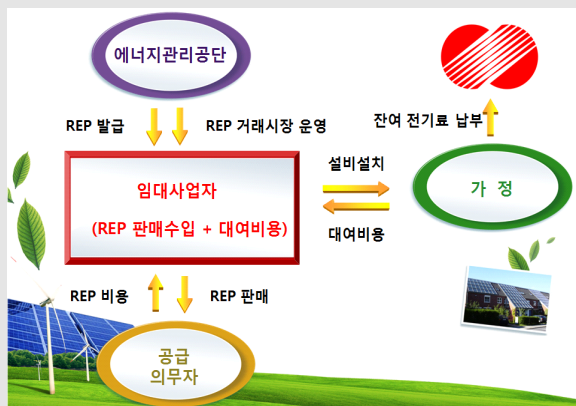 에너지관리공단
REP 발급
REP 거래시장 운영
잔여 전기료 납부
임대사업자
(REP 판매수입 + 대여비용)
설비설치
대여비용
가 정
REP 비용
REP 판매
공급
의무자